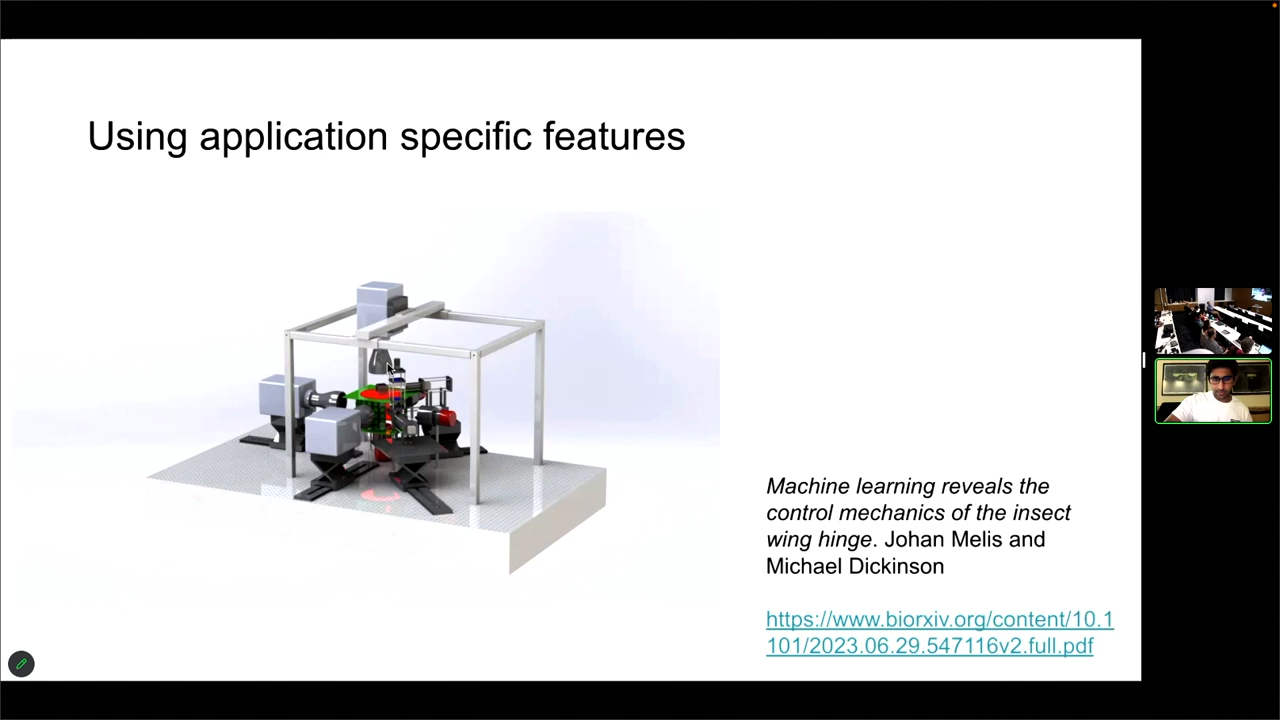 Using application specific features
Machine learning reveals the
control mechanics of the insect
wing hinge. Johan Melis and
Michael Dickinson
https://www.biorxiv.org/content/10.1
101/2023.06.29.547116v2.full.pdf